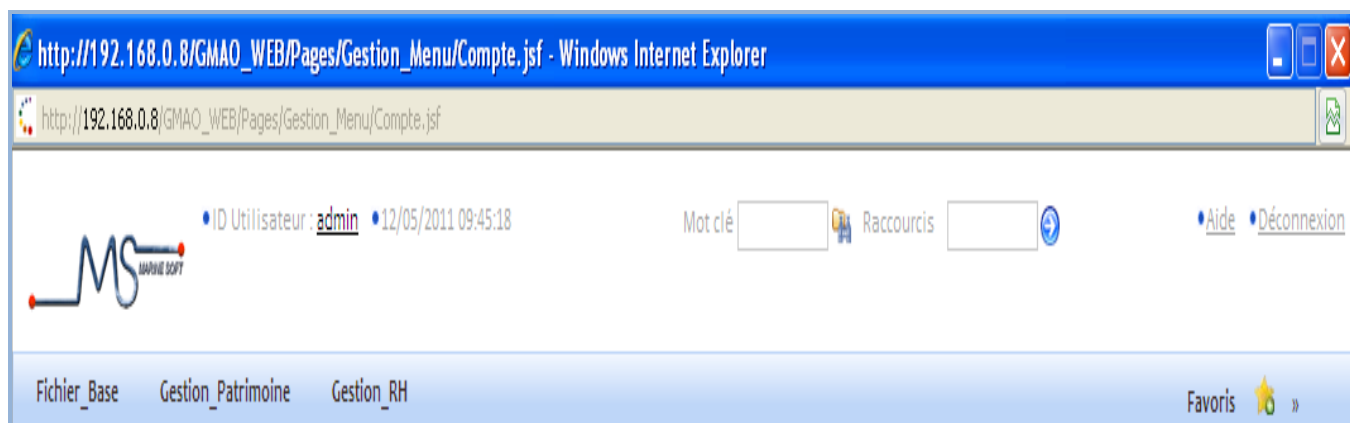 http://192.168.0.8/GMAO_WEB/Pages/Gestion_Menu/Compte.jsf - Windows Internet Explorer
http://192.168.0.8/GMAO_WEB/Pages/Gestion_Menu/Compte.jsf
•ID Utilisateur : admin •12/05/2011 09:45:18 Mot clé Raccourcis •Aide •Déconnexion
MS MARINE SOFT
Fichier_Base Gestion_Patrimoine Gestion_RH Favoris »